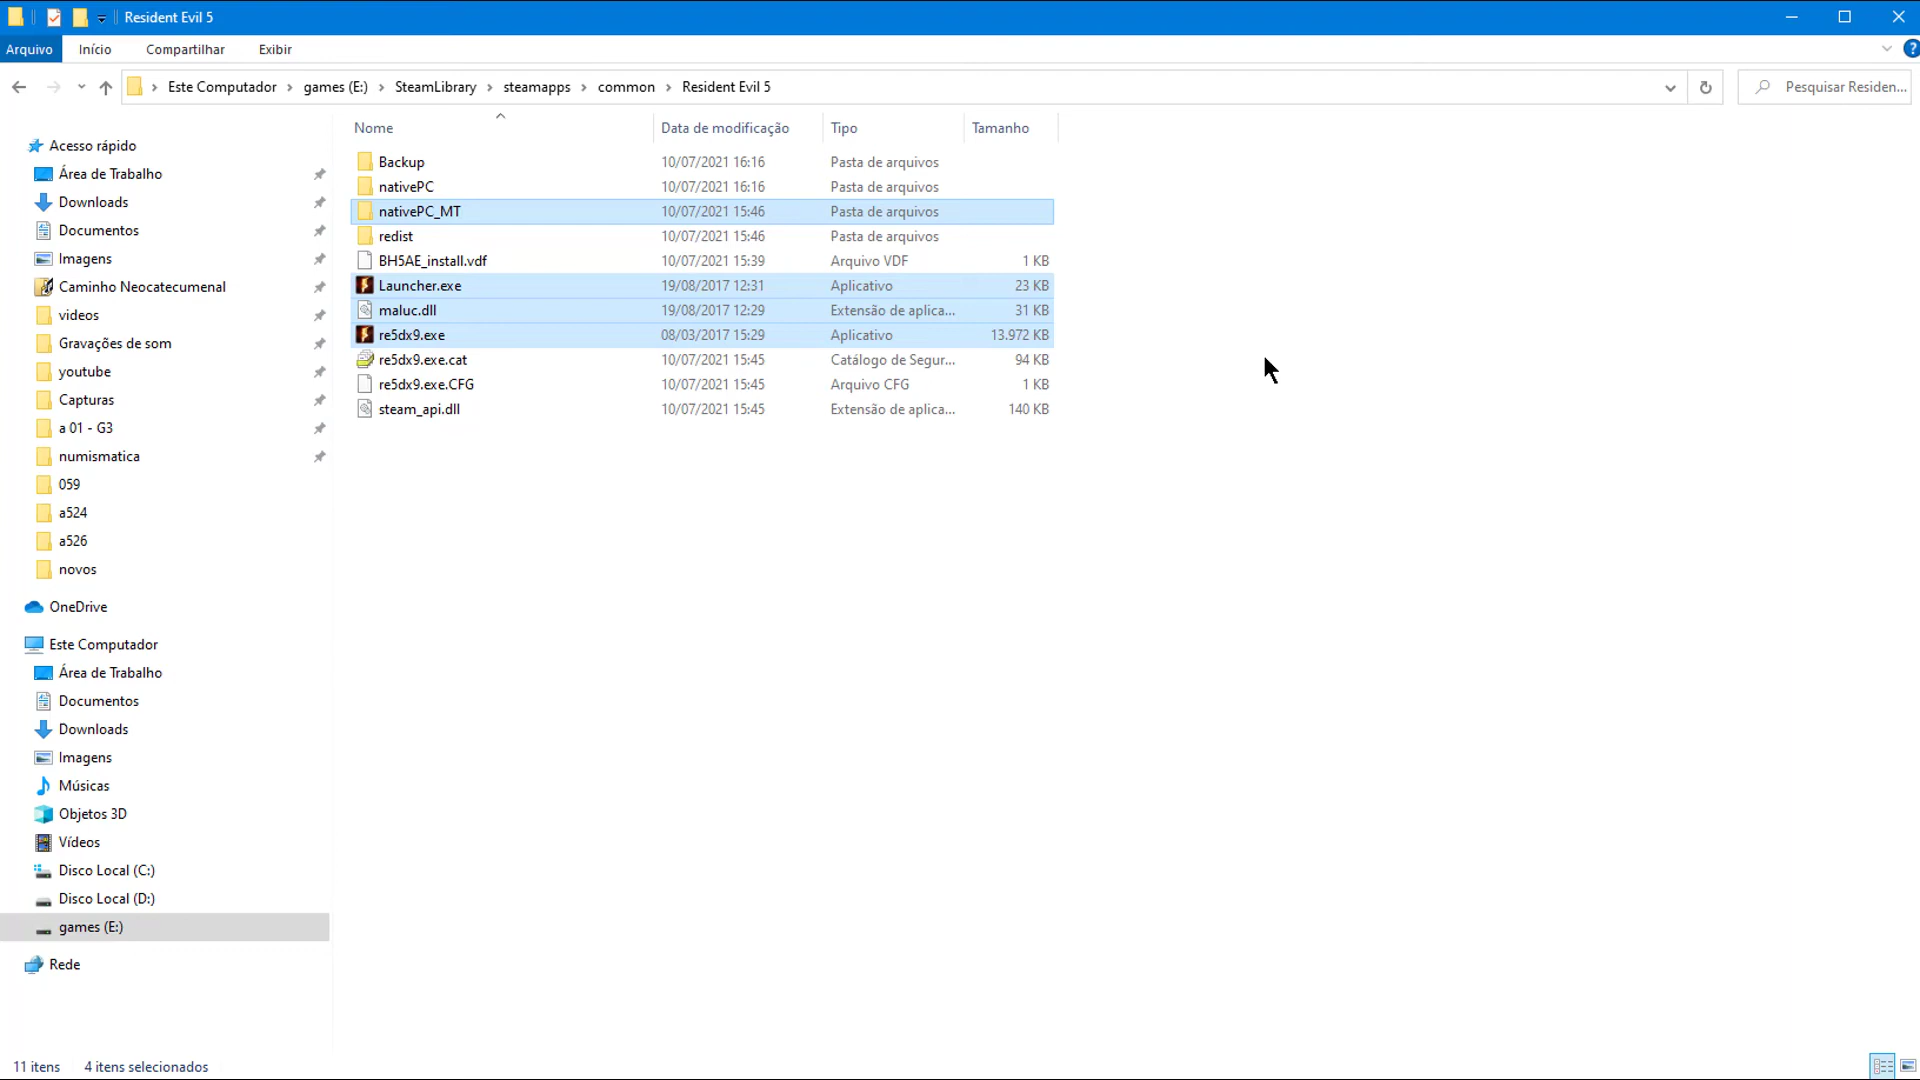 Resident Evil 5
Arquivo Início Compartilhar Exibir
Este Computador games (E:) SteamLibrary steamapps common Resident Evil 5 Pesquisar Residen...
Nome Data de modificação Tipo Tamanho
Backup 10/07/2021 16:16 Pasta de arquivos
nativePC 10/07/2021 16:16 Pasta de arquivos
nativePC_MT 10/07/2021 15:46 Pasta de arquivos
redist 10/07/2021 15:46 Pasta de arquivos
BH5AE_install.vdf 10/07/2021 15:39 Arquivo VDF 1 KB
Launcher.exe 19/08/2017 12:31 Aplicativo 23 KB
maluc.dll 19/08/2017 12:29 Extensão de aplica... 31 KB
re5dx9.exe 08/03/2017 15:29 Aplicativo 13.972 KB
re5dx9.exe.cat 10/07/2021 15:45 Catálogo de Segur... 94 KB
re5dx9.exe.CFG 10/07/2021 15:45 Arquivo CFG 1 KB
steam_api.dll 10/07/2021 15:45 Extensão de aplica... 140 KB
Acesso rápido
Área de Trabalho
Downloads
Documentos
Imagens
Caminho Neocatecumenal
videos
Gravações de som
youtube
Capturas
a 01 - G3
numismatica
059
a524
a526
novos
OneDrive
Este Computador
Área de Trabalho
Documentos
Downloads
Imagens
Músicas
Objetos 3D
Vídeos
Disco Local (C:)
Disco Local (D:)
games (E:)
Rede
11 itens 4 itens selecionados